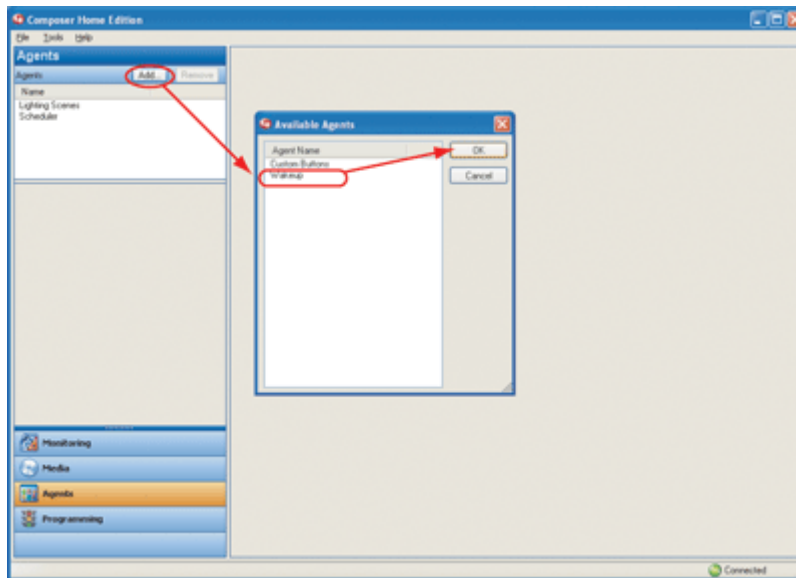 Composer Home Edition
File Tools Help
Agents
Agents Add... Remove
Name
Lighting Scenes
Scheduler
Available Agents
Agent Name
Custom Buttons
Wakeup
OK
Cancel
Monitoring
Media
Agents
Programming
Connected